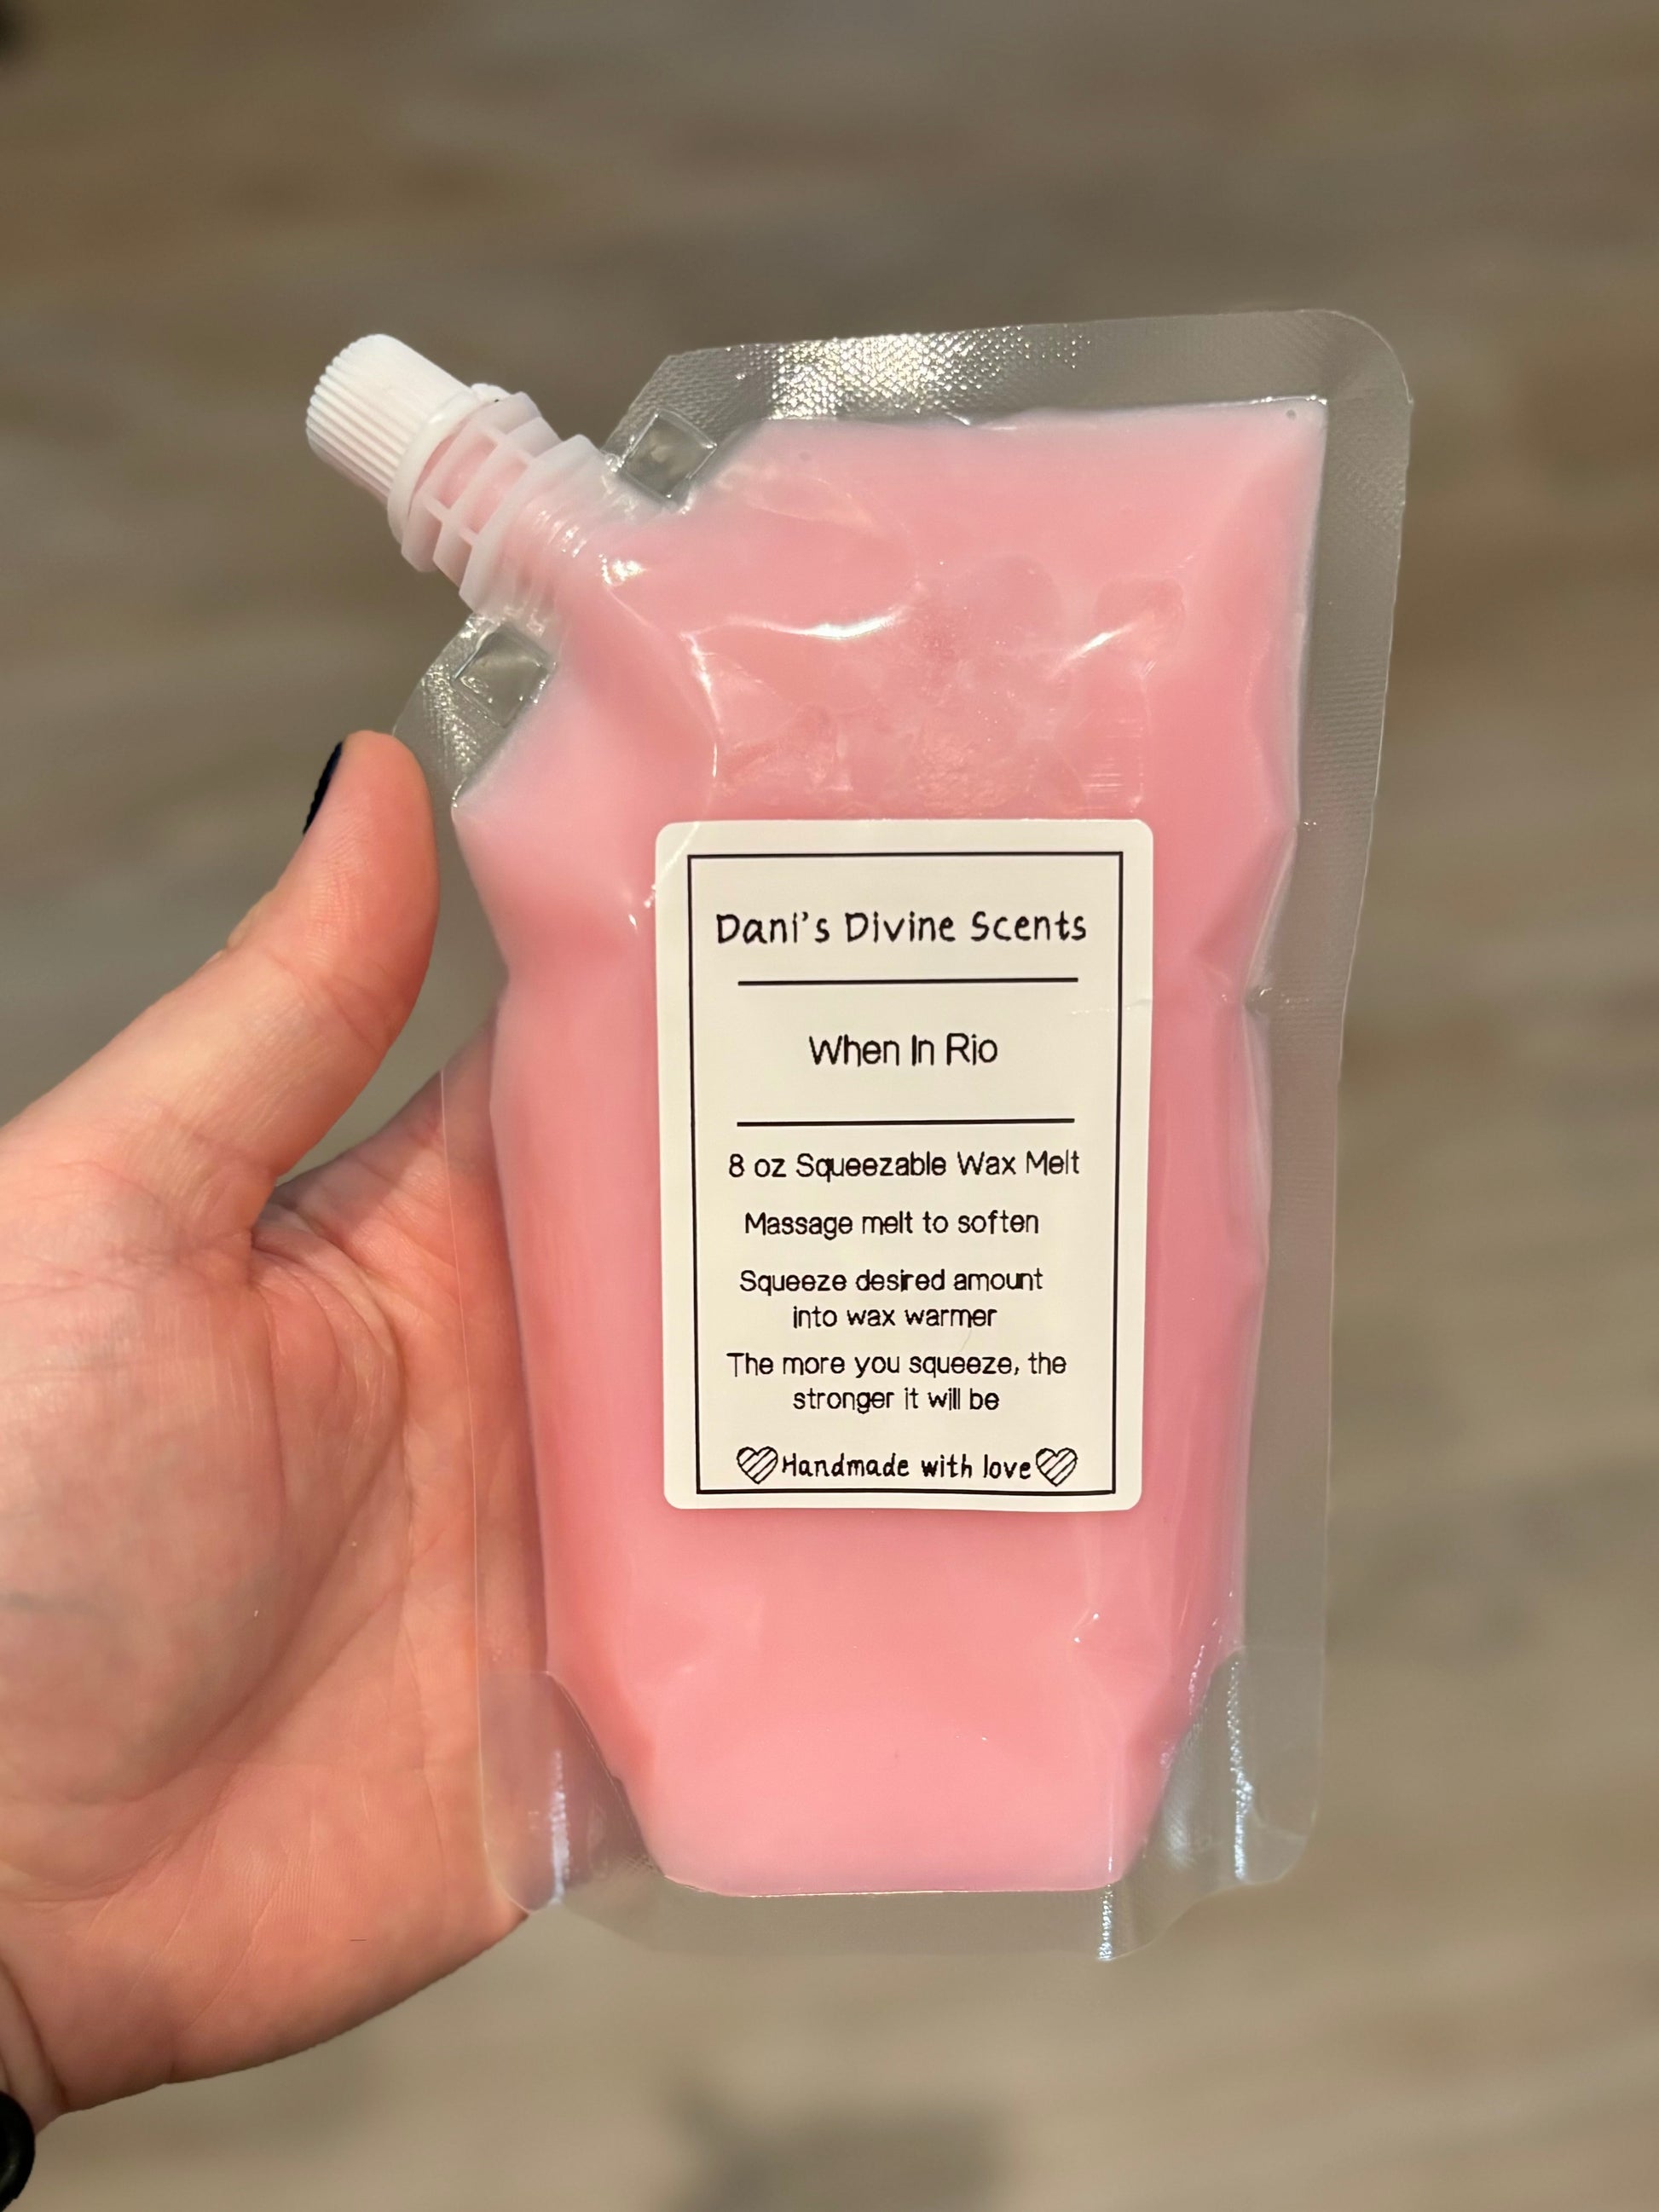 Dani's Divine Scents
When In Rio
8 oz Squeezable Wax Melt
Massage melt to soften
Squeeze desired amount
into wax warmer
The more you squeeze, the
stronger it will be
Handmade with love